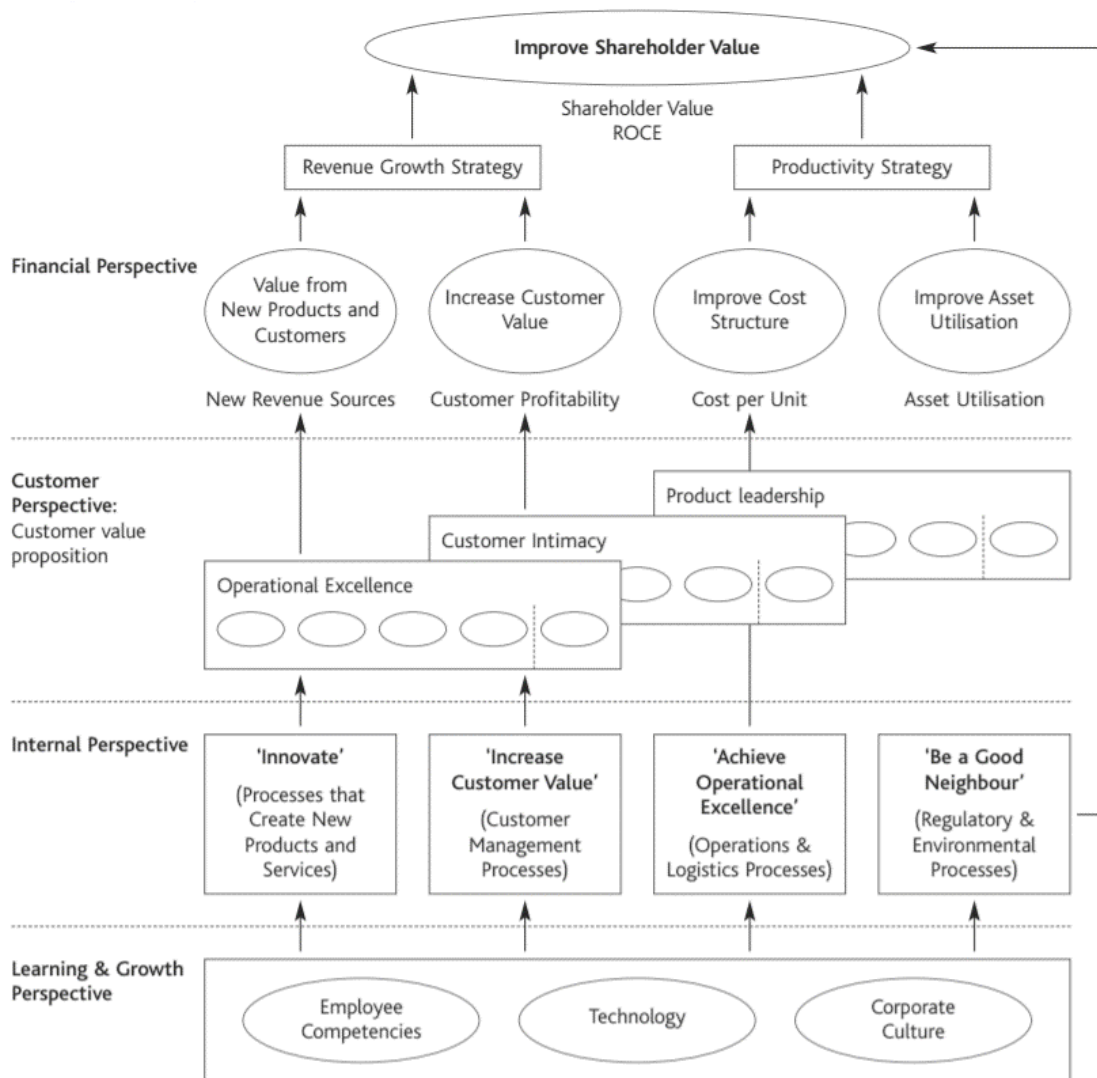 Improve Shareholder Value
Shareholder Value
ROCE
Revenue Growth Strategy
Productivity Strategy
Financial Perspective
Value from
New Products and
Customers
Increase Customer
Value
Improve Cost
Structure
Improve Asset
Utilisation
New Revenue Sources
Customer Profitability
Cost per Unit
Asset Utilisation
Customer
Perspective:
Customer value
proposition
Product leadership
Customer Intimacy
Operational Excellence
Internal Perspective
'Innovate'
(Processes that
Create New
Products and
Services)
'Increase
Customer Value'
(Customer
Management
Processes)
'Achieve
Operational
Excellence'
(Operations &
Logistics Processes)
'Be a Good
Neighbour'
(Regulatory &
Environmental
Processes)
Learning & Growth
Perspective
Employee
Competencies
Technology
Corporate
Culture